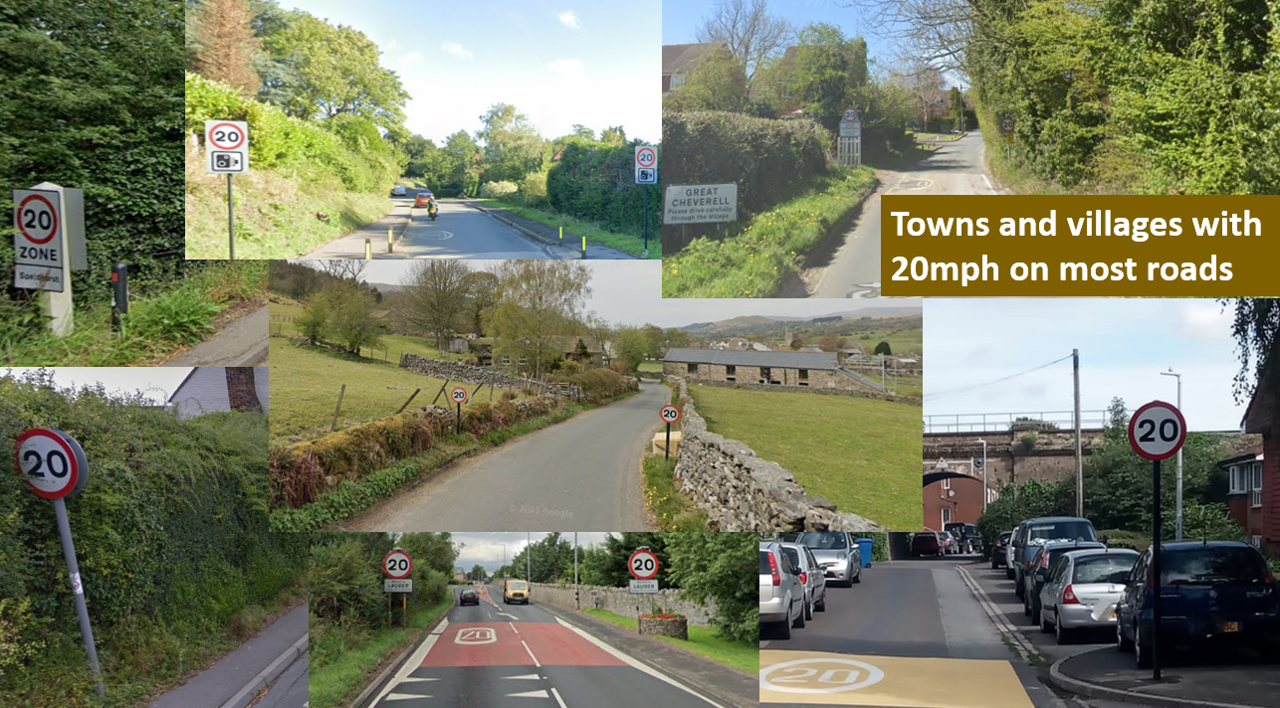 20
20
20
GREAT
CHEVERELL
Please drive carefully
through the Village
Towns and villages with
20mph on most roads
20
ZONE
Speldhurst
20
20
20
20
20
LAUDER
20
LAUDER
20
20
© 2021 Google